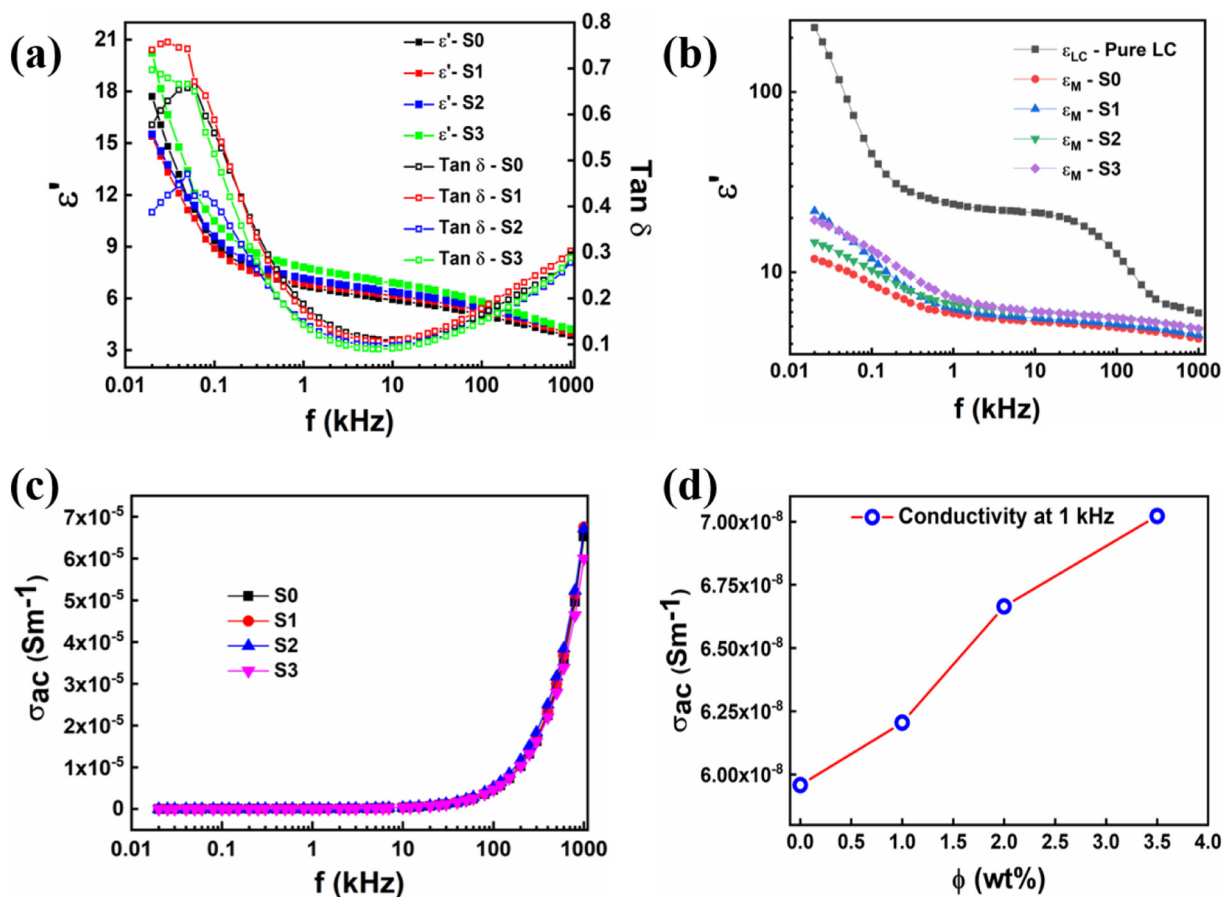 (a)
ε'
21
18
15
12
9
6
3
0.8
0.7
0.6
0.5
0.4
0.3
0.2
0.1
Tan δ
ε'- S0
ε'- S1
ε'- S2
ε'- S3
Tan δ - S0
Tan δ - S1
Tan δ - S2
Tan δ - S3
0.01 0.1 1 10 100 1000
f (kHz)
(b)
ε'
100
10
ε_LC - Pure LC
ε_M - S0
ε_M - S1
ε_M - S2
ε_M - S3
0.01 0.1 1 10 100 1000
f (kHz)
(c)
σac (Sm⁻¹)
7x10⁻⁵
6x10⁻⁵
5x10⁻⁵
4x10⁻⁵
3x10⁻⁵
2x10⁻⁵
1x10⁻⁵
0
S0
S1
S2
S3
0.01 0.1 1 10 100 1000
f (kHz)
(d)
σac (Sm⁻¹)
7.00x10⁻⁸
6.75x10⁻⁸
6.50x10⁻⁸
6.25x10⁻⁸
6.00x10⁻⁸
Conductivity at 1 kHz
0.0 0.5 1.0 1.5 2.0 2.5 3.0 3.5 4.0
ϕ (wt%)